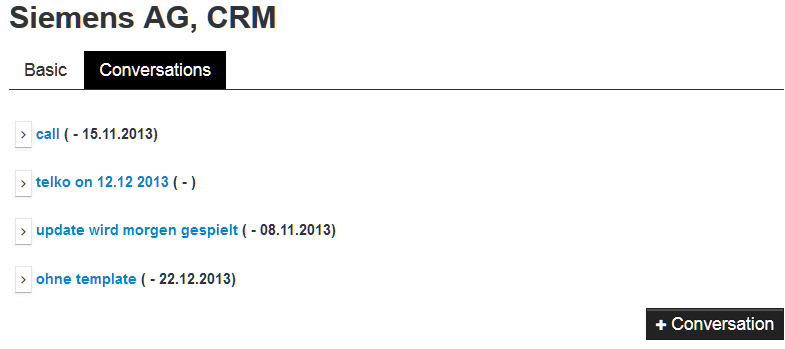 Siemens AG, CRM
Basic Conversations
› call ( - 15.11.2013)
› telko on 12.12 2013 ( - )
› update wird morgen gespielt ( - 08.11.2013)
› ohne template ( - 22.12.2013)
+ Conversation